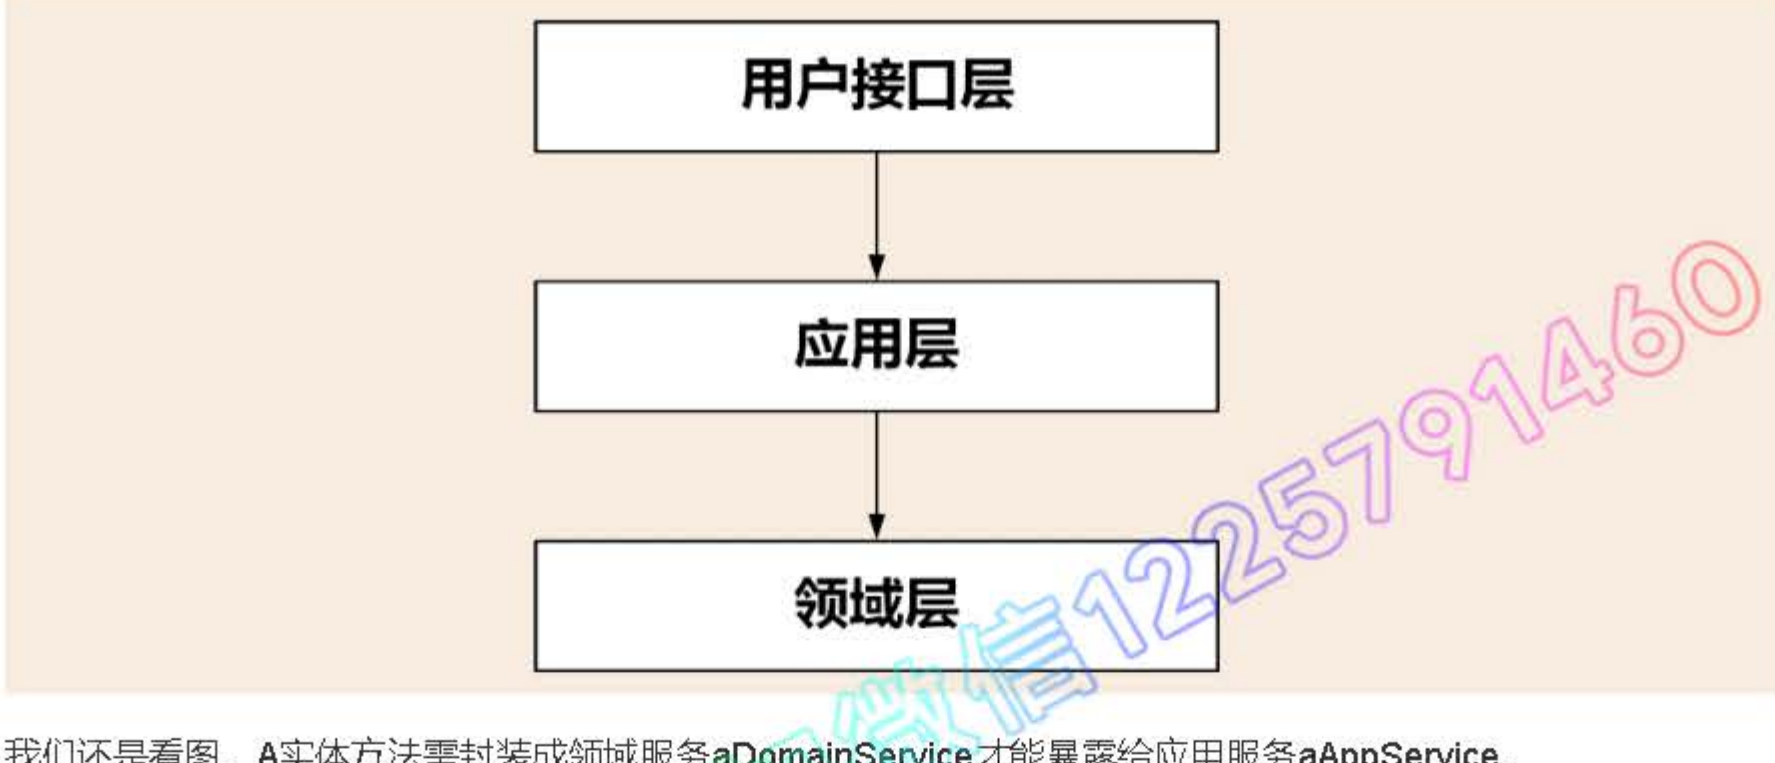 用户接口层
应用层
领域层
微信1225791460
我们还是看图。A实体方法需封装成领域服务aDomainService才能暴露给应用服务aAppService。